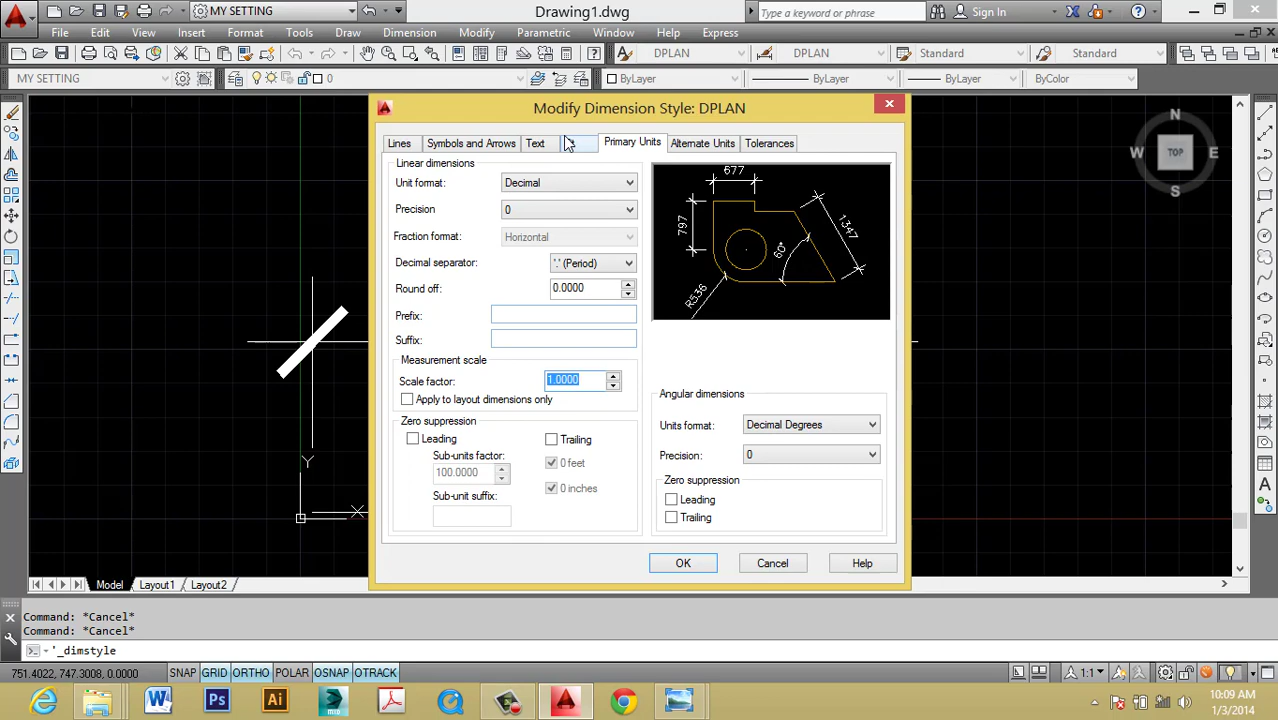 MY SETTING
Drawing1.dwg
Type a keyword or phrase
Sign In
File
Edit
View
Insert
Format
Tools
Draw
Dimension
Modify
Parametric
Window
Help
Express
DPLAN
DPLAN
Standard
Standard
MY SETTING
0
ByLayer
ByLayer
ByLayer
ByColor
Modify Dimension Style: DPLAN
Lines
Symbols and Arrows
Text
Primary Units
Alternate Units
Tolerances
Linear dimensions
Unit format:
Decimal
Precision
0
Fraction format:
Horizontal
Decimal separator:
'.' (Period)
Round off:
0.0000
Prefix:
Suffix:
Measurement scale
Scale factor:
1.0000
Apply to layout dimensions only
Zero suppression
Leading
Trailing
Sub-units factor:
100.0000
0 feet
0 inches
Sub-unit suffix:
677
797
1347
60°
R536
Angular dimensions
Units format:
Decimal Degrees
Precision:
0
Zero suppression
Leading
Trailing
OK
Cancel
Help
N
W
TOP
E
S
Y
X
Model
Layout1
Layout2
Command: *Cancel*
Command: *Cancel*
'_dimstyle
751.4022, 747.3008, 0.0000
SNAP
GRID
ORTHO
POLAR
OSNAP
OTRACK
1:1
10:09 AM
1/3/2014